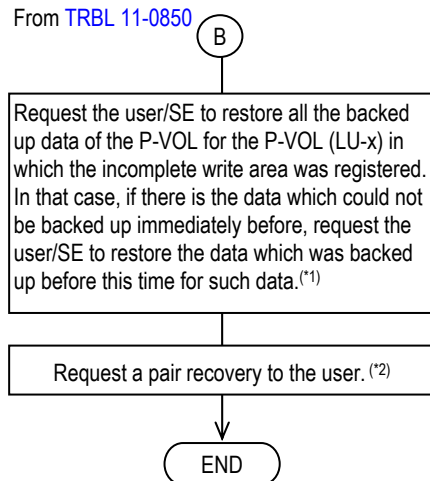 From TRBL 11-0850
B
Request the user/SE to restore all the backed
up data of the P-VOL for the P-VOL (LU-x) in
which the incomplete write area was registered.
In that case, if there is the data which could not
be backed up immediately before, request the
user/SE to restore the data which was backed
up before this time for such data.(*1)
Request a pair recovery to the user. (*2)
END